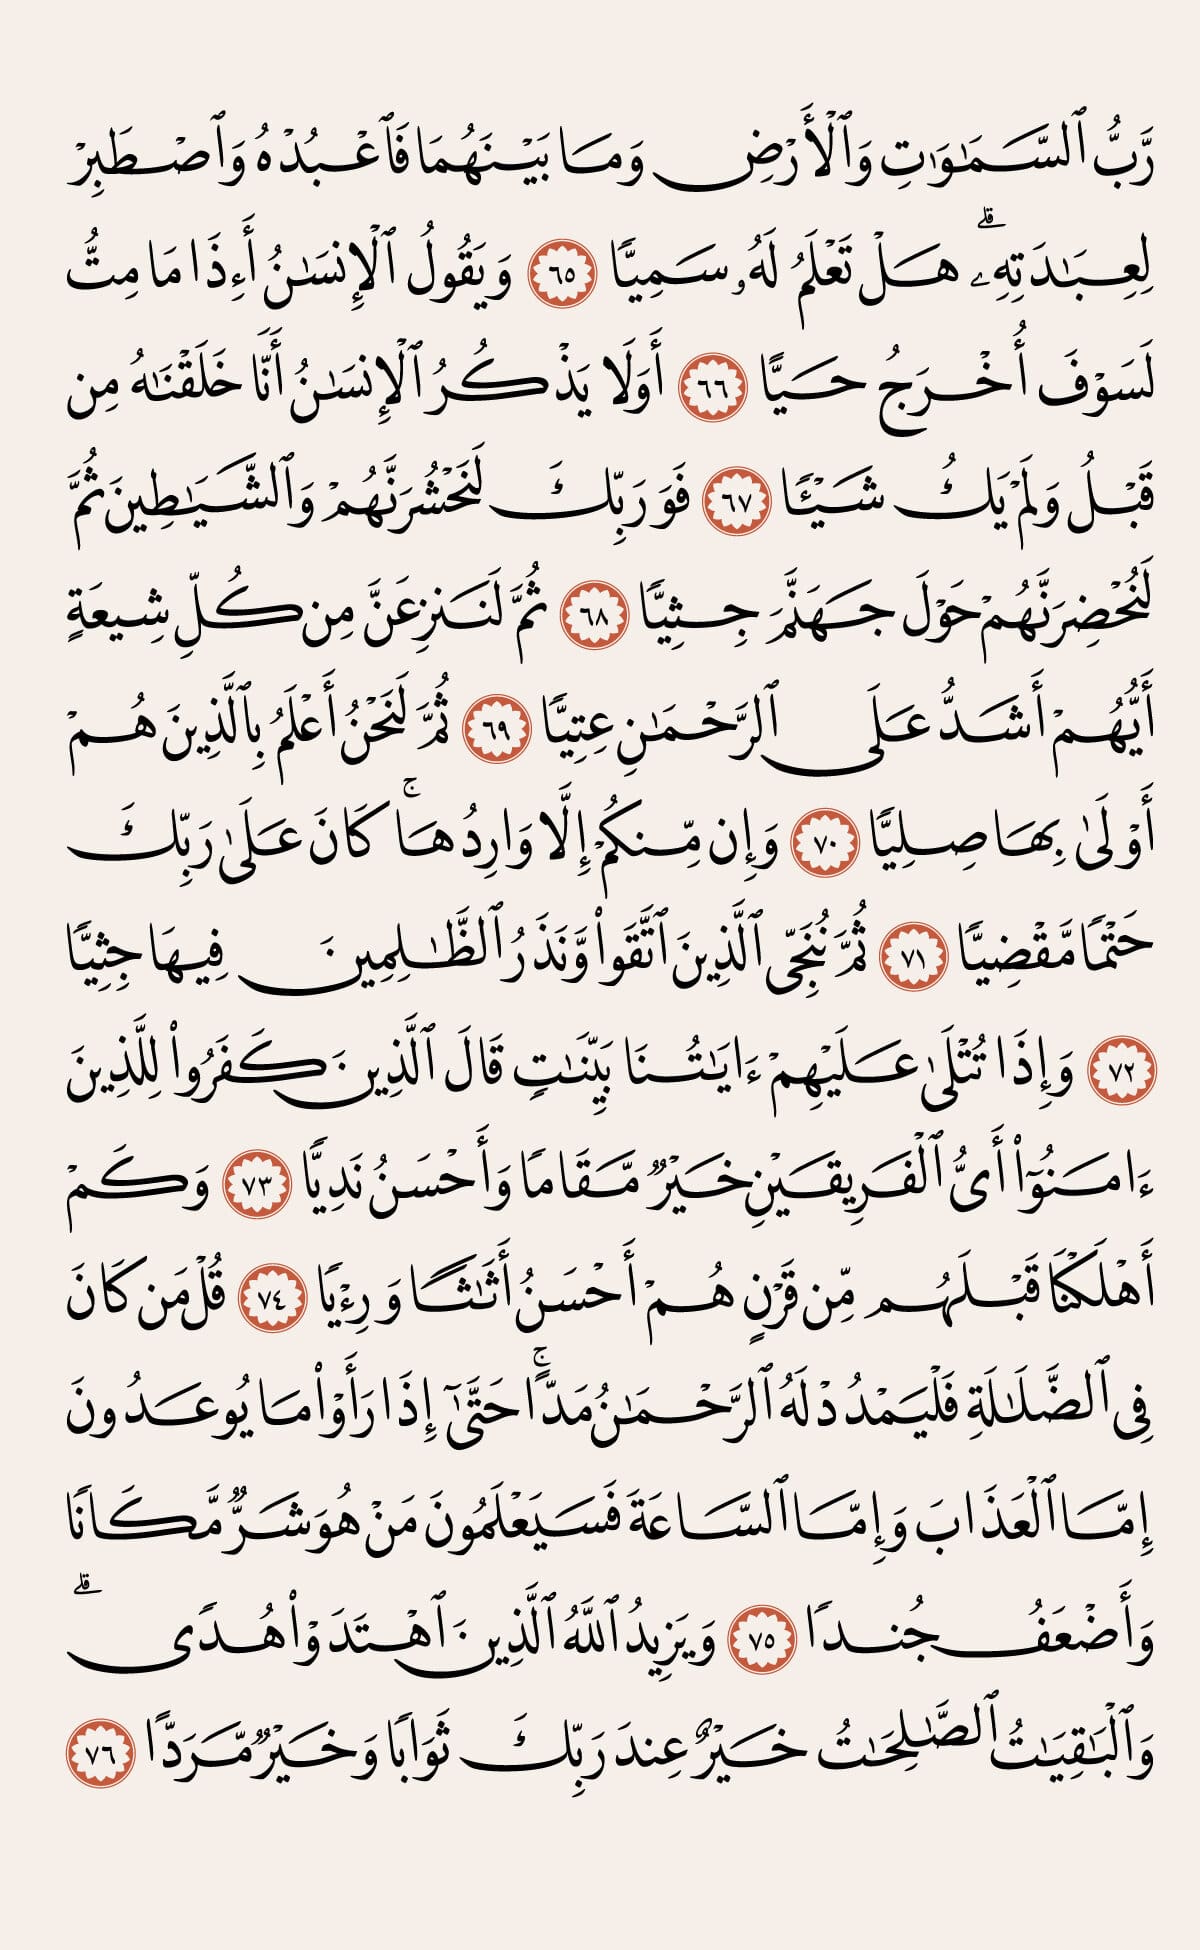 رَّبُّ ٱلسَّمَٰوَٰتِ وَٱلْأَرْضِ وَمَا بَيْنَهُمَا فَٱعْبُدْهُ وَٱصْطَبِرْ
لِعِبَٰدَتِهِۦۚ هَلْ تَعْلَمُ لَهُۥ سَمِيًّا ٦٥ وَيَقُولُ ٱلْإِنسَٰنُ أَءِذَا مَا مِتُّ
لَسَوْفَ أُخْرَجُ حَيًّا ٦٦ أَوَلَا يَذْكُرُ ٱلْإِنسَٰنُ أَنَّا خَلَقْنَٰهُ مِن
قَبْلُ وَلَمْ يَكُ شَيْـًٔا ٦٧ فَوَرَبِّكَ لَنَحْشُرَنَّهُمْ وَٱلشَّيَٰطِينَ ثُمَّ
لَنُحْضِرَنَّهُمْ حَوْلَ جَهَنَّمَ جِثِيًّا ٦٨ ثُمَّ لَنَنزِعَنَّ مِن كُلِّ شِيعَةٍ
أَيُّهُمْ أَشَدُّ عَلَى ٱلرَّحْمَٰنِ عِتِيًّا ٦٩ ثُمَّ لَنَحْنُ أَعْلَمُ بِٱلَّذِينَ هُمْ
أَوْلَىٰ بِهَا صِلِيًّا ٧٠ وَإِن مِّنكُمْ إِلَّا وَارِدُهَاۚ كَانَ عَلَىٰ رَبِّكَ
حَتْمًا مَّقْضِيًّا ٧١ ثُمَّ نُنَجِّى ٱلَّذِينَ ٱتَّقَوا۟ وَّنَذَرُ ٱلظَّٰلِمِينَ فِيهَا جِثِيًّا
٧٢ وَإِذَا تُتْلَىٰ عَلَيْهِمْ ءَايَٰتُنَا بَيِّنَٰتٍ قَالَ ٱلَّذِينَ كَفَرُوا۟ لِلَّذِينَ
ءَامَنُوٓا۟ أَىُّ ٱلْفَرِيقَيْنِ خَيْرٌ مَّقَامًا وَأَحْسَنُ نَدِيًّا ٧٣ وَكَمْ
أَهْلَكْنَا قَبْلَهُم مِّن قَرْنٍ هُمْ أَحْسَنُ أَثَٰثًا وَرِءْيًا ٧٤ قُلْ مَن كَانَ
فِى ٱلضَّلَٰلَةِ فَلْيَمْدُدْ لَهُ ٱلرَّحْمَٰنُ مَدًّاۚ حَتَّىٰٓ إِذَا رَأَوْا۟ مَا يُوعَدُونَ
إِمَّا ٱلْعَذَابَ وَإِمَّا ٱلسَّاعَةَ فَسَيَعْلَمُونَ مَنْ هُوَ شَرٌّ مَّكَانًا
وَأَضْعَفُ جُندًا ٧٥ وَيَزِيدُ ٱللَّهُ ٱلَّذِينَ ٱهْتَدَوْا۟ هُدًىۗ
وَٱلْبَٰقِيَٰتُ ٱلصَّٰلِحَٰتُ خَيْرٌ عِندَ رَبِّكَ ثَوَابًا وَخَيْرٌ مَّرَدًّا ٧٦